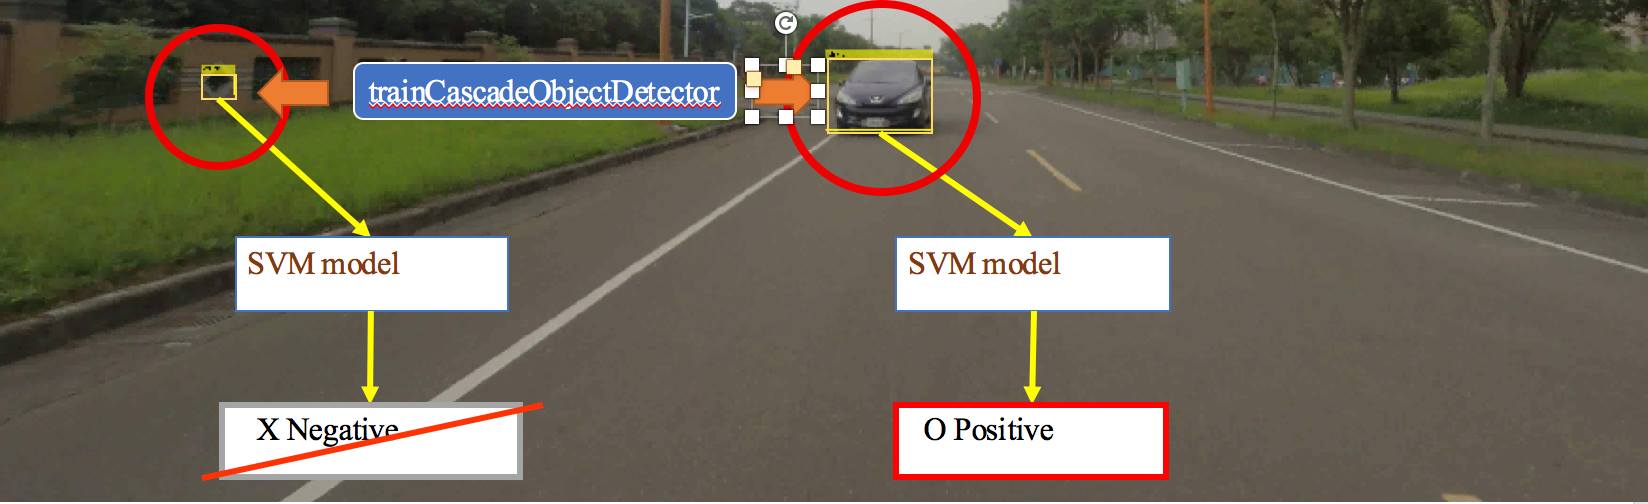 trainCascadeObjectDetector
SVM model
SVM model
X Negative
O Positive